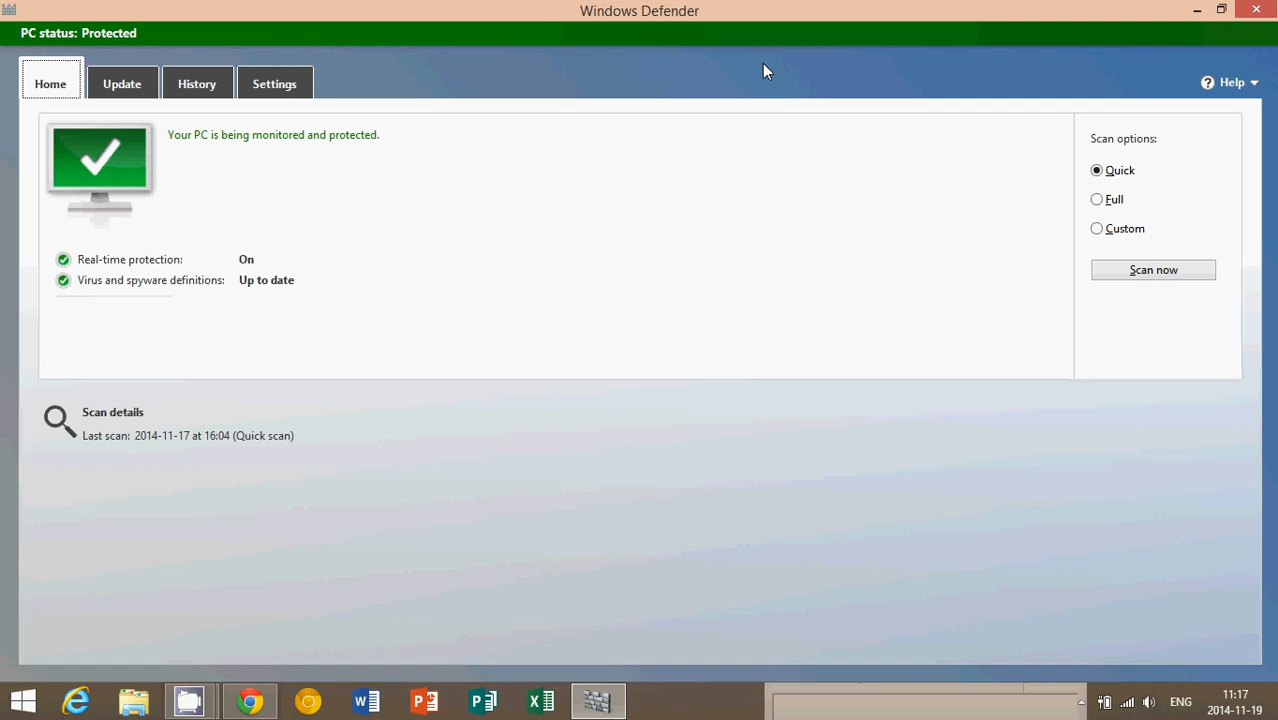 Windows Defender
PC status: Protected
Home
Update
History
Settings
Help
Your PC is being monitored and protected.
Real-time protection: On
Virus and spyware definitions: Up to date
Scan options:
Quick
Full
Custom
Scan now
Scan details
Last scan: 2014-11-17 at 16:04 (Quick scan)
ENG
11:17
2014-11-19